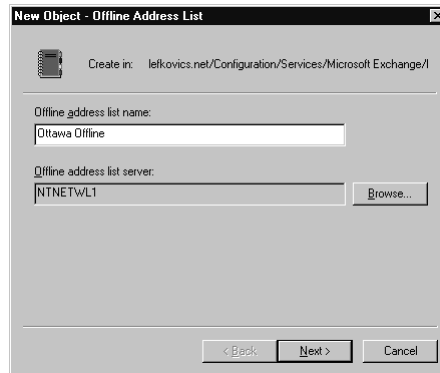 New Object - Offline Address List
Create in: lefkovics.net/Configuration/Services/Microsoft Exchange/
Offline address list name:
Ottawa Offline
Offline address list server:
NTNETWL1
Browse...
< Back
Next >
Cancel